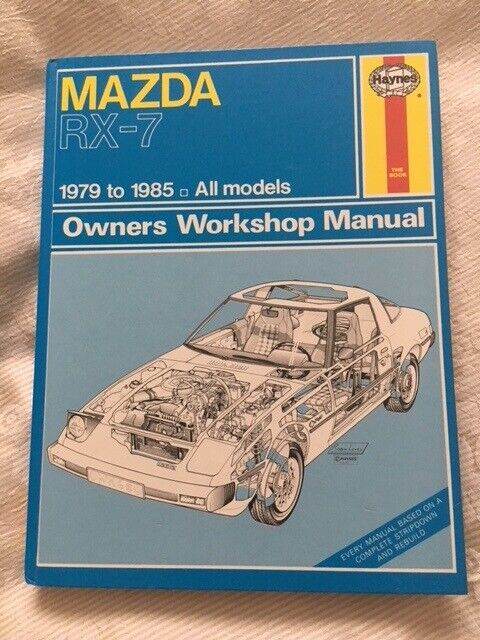 MAZDA
RX-7
1979 to 1985 □ All models
Haynes
®
THE
BOOK
Owners Workshop Manual
EVERY MANUAL BASED ON A
COMPLETE STRIPDOWN
AND REBUILD